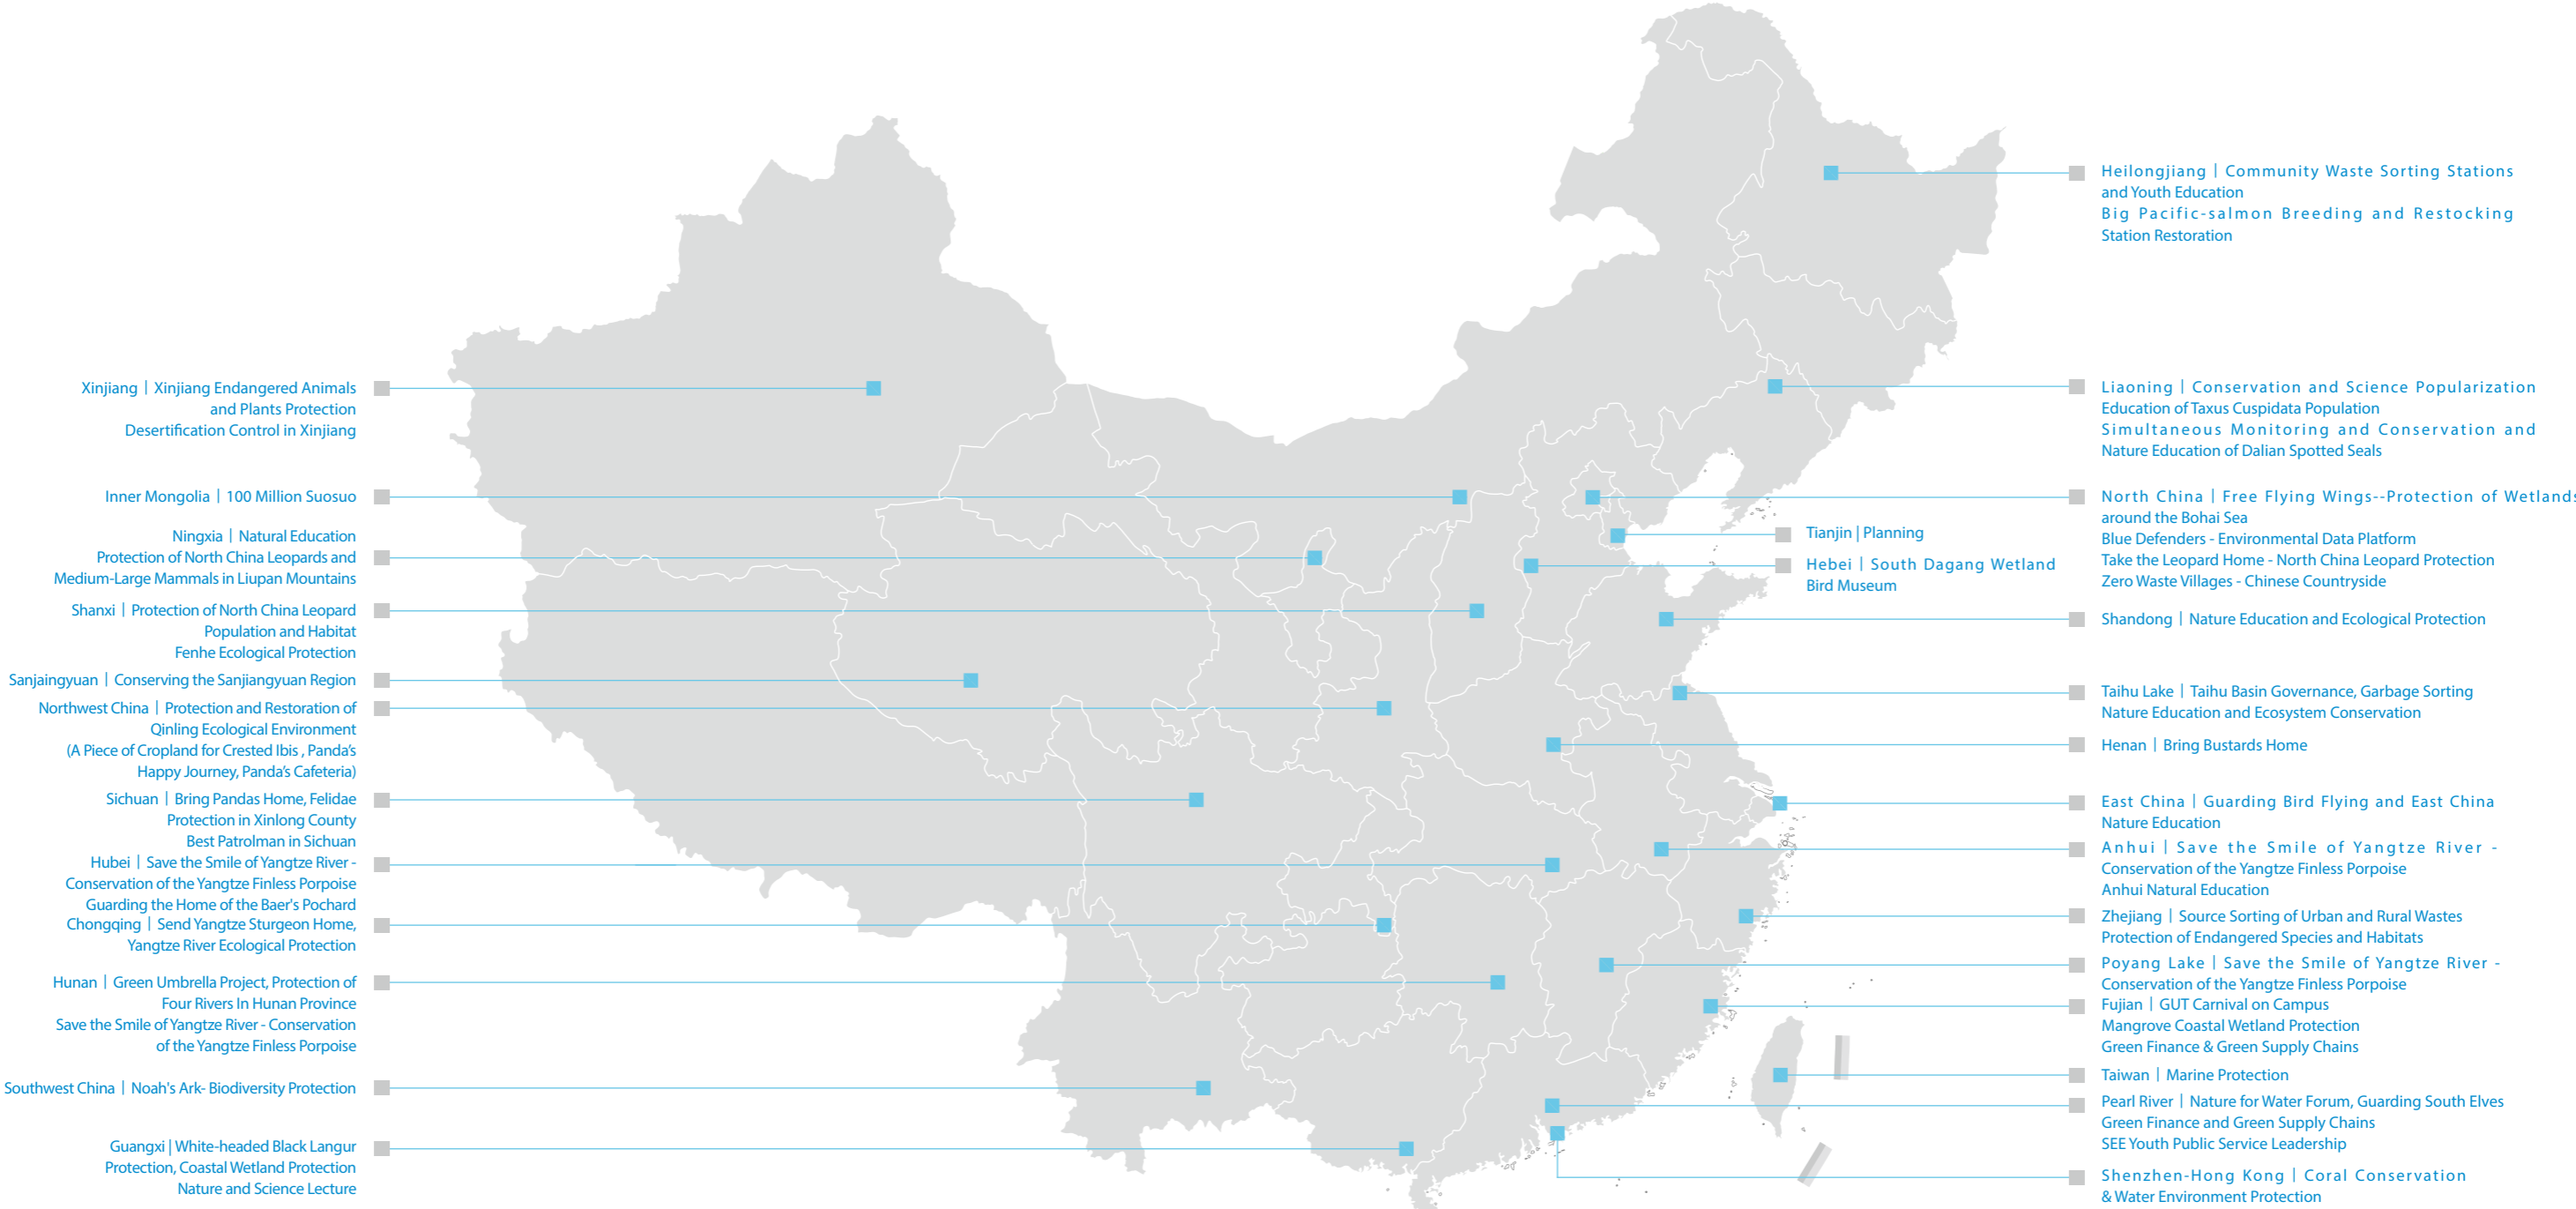 Xinjiang | Xinjiang Endangered Animals
and Plants Protection
Desertification Control in Xinjiang
Inner Mongolia | 100 Million Suosuo
Ningxia | Natural Education
Protection of North China Leopards and
Medium-Large Mammals in Liupan Mountains
Shanxi | Protection of North China Leopard
Population and Habitat
Fenhe Ecological Protection
Sanjaingyuan | Conserving the Sanjiangyuan Region
Northwest China | Protection and Restoration of
Qinling Ecological Environment
(A Piece of Cropland for Crested Ibis , Panda's
Happy Journey, Panda's Cafeteria)
Sichuan | Bring Pandas Home, Felidae
Protection in Xinlong County
Best Patrolman in Sichuan
Hubei | Save the Smile of Yangtze River -
Conservation of the Yangtze Finless Porpoise
Guarding the Home of the Baer's Pochard
Chongqing | Send Yangtze Sturgeon Home,
Yangtze River Ecological Protection
Hunan | Green Umbrella Project, Protection of
Four Rivers In Hunan Province
Save the Smile of Yangtze River - Conservation
of the Yangtze Finless Porpoise
Southwest China | Noah's Ark- Biodiversity Protection
Guangxi | White-headed Black Langur
Protection, Coastal Wetland Protection
Nature and Science Lecture
Heilongjiang | Community Waste Sorting Stations
and Youth Education
Big Pacific-salmon Breeding and Restocking
Station Restoration
Liaoning | Conservation and Science Popularization
Education of Taxus Cuspidata Population
Simultaneous Monitoring and Conservation and
Nature Education of Dalian Spotted Seals
North China | Free Flying Wings--Protection of Wetlands
around the Bohai Sea
Blue Defenders - Environmental Data Platform
Take the Leopard Home - North China Leopard Protection
Zero Waste Villages - Chinese Countryside
Tianjin | Planning
Hebei | South Dagang Wetland
Bird Museum
Shandong | Nature Education and Ecological Protection
Taihu Lake | Taihu Basin Governance, Garbage Sorting
Nature Education and Ecosystem Conservation
Henan | Bring Bustards Home
East China | Guarding Bird Flying and East China
Nature Education
Anhui | Save the Smile of Yangtze River -
Conservation of the Yangtze Finless Porpoise
Anhui Natural Education
Zhejiang | Source Sorting of Urban and Rural Wastes
Protection of Endangered Species and Habitats
Poyang Lake | Save the Smile of Yangtze River -
Conservation of the Yangtze Finless Porpoise
Fujian | GUT Carnival on Campus
Mangrove Coastal Wetland Protection
Green Finance & Green Supply Chains
Taiwan | Marine Protection
Pearl River | Nature for Water Forum, Guarding South Elves
Green Finance and Green Supply Chains
SEE Youth Public Service Leadership
Shenzhen-Hong Kong | Coral Conservation
& Water Environment Protection